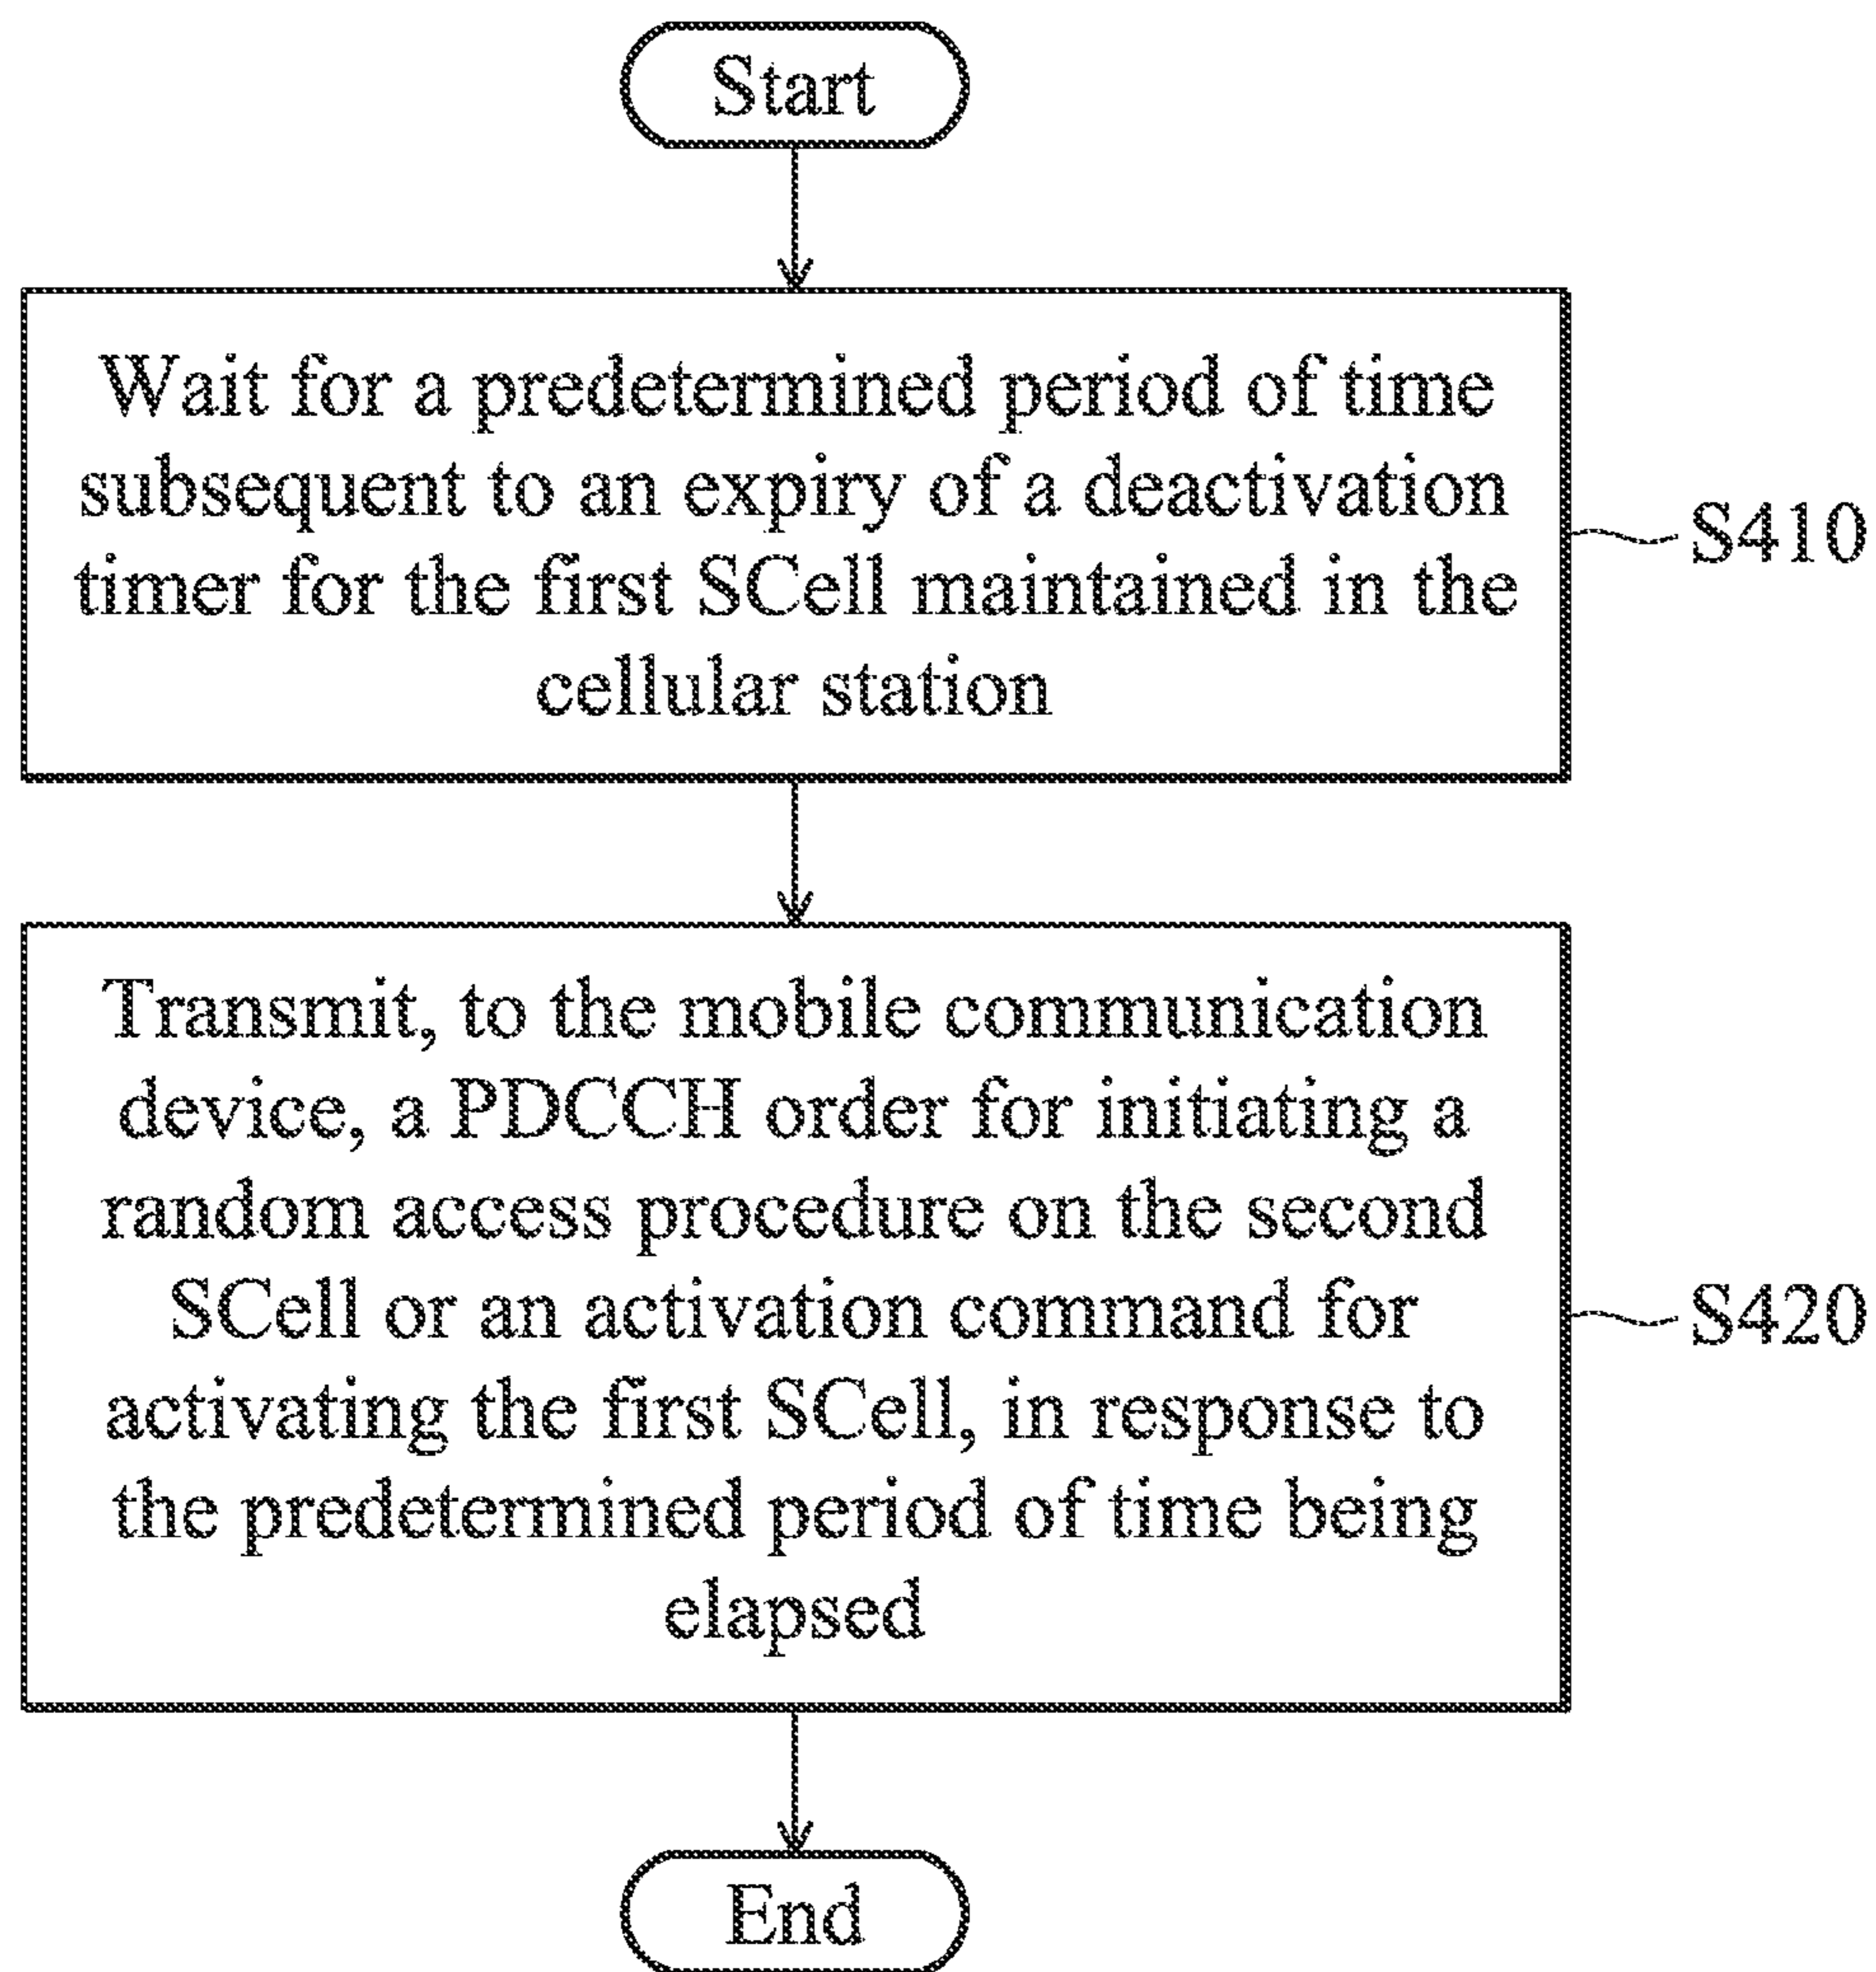 Start
Wait for a predetermined period of time
subsequent to an expiry of a deactivation
timer for the first SCell maintained in the
cellular station
S410
Transmit, to the mobile communication
device, a PDCCH order for initiating a
random access procedure on the second
SCell or an activation command for
activating the first SCell, in response to
the predetermined period of time being
elapsed
S420
End